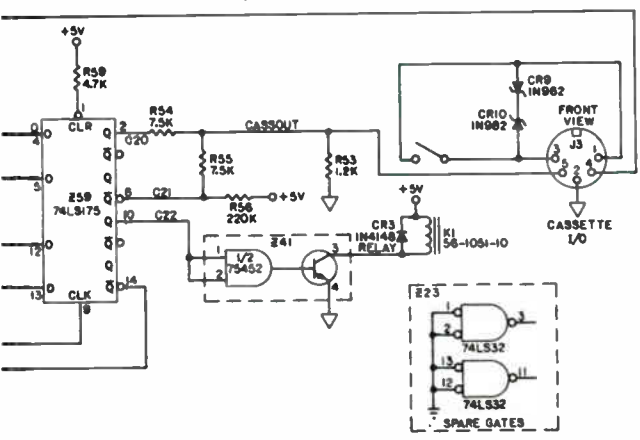 +5V
R59
4.7K
1
CLR
0
4
D
Q
2
C20
R54
7.5K
CASSOUT
Q
5
D
R55
7.5K
R53
1.2K
Z59
74LS175
Q
6
C21
R56
220K
+5V
Q
10
C22
12
D
Q
Q
13
D
Q
14
CLK
9
Z41
1
2
1/2
75452
3
4
+5V
CR3
1N4148
RELAY
K1
56-1051-10
CR9
1N962
CR10
1N982
FRONT
VIEW
J3
3
1
5
2
4
CASSETTE
I/O
Z23
1
2
3
74LS32
13
12
11
74LS32
SPARE GATES